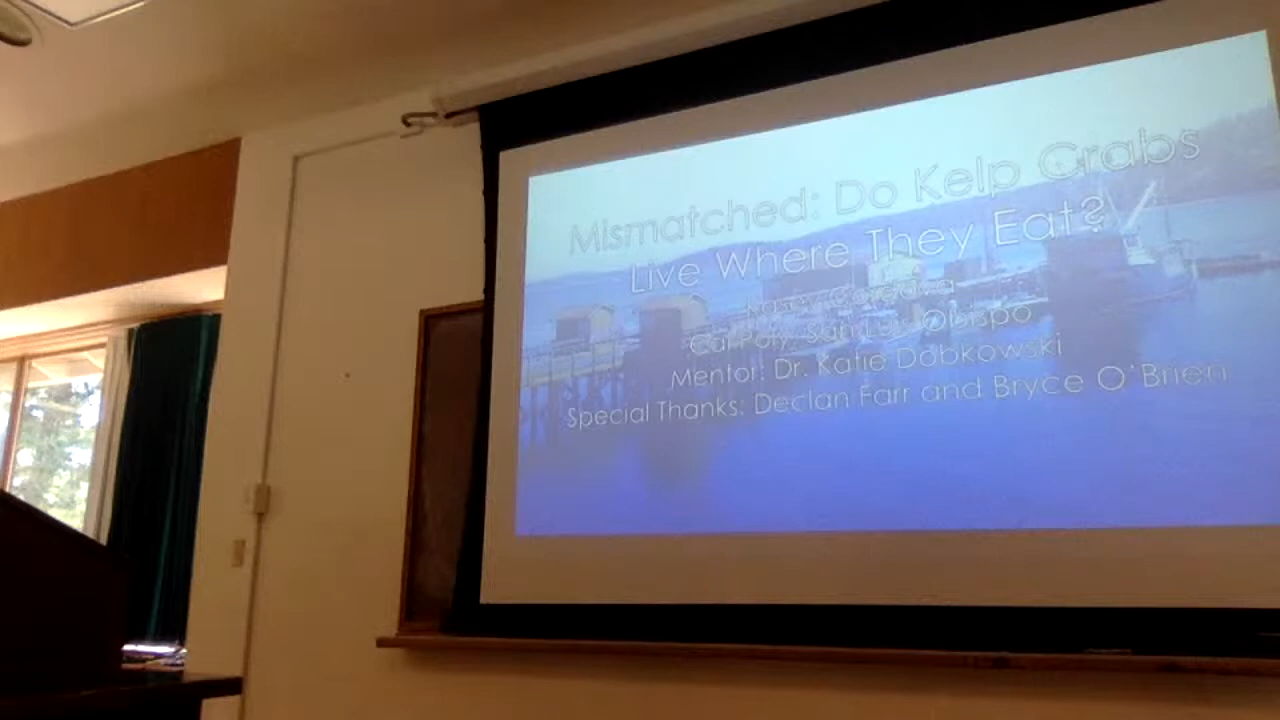 Mismatched: Do Kelp Crabs
Live Where They Eat?
Cal Poly: San Luis Obispo
Mentor: Dr. Katie Dobkowski
Special Thanks: Declan Farr and Bryce O'Brien